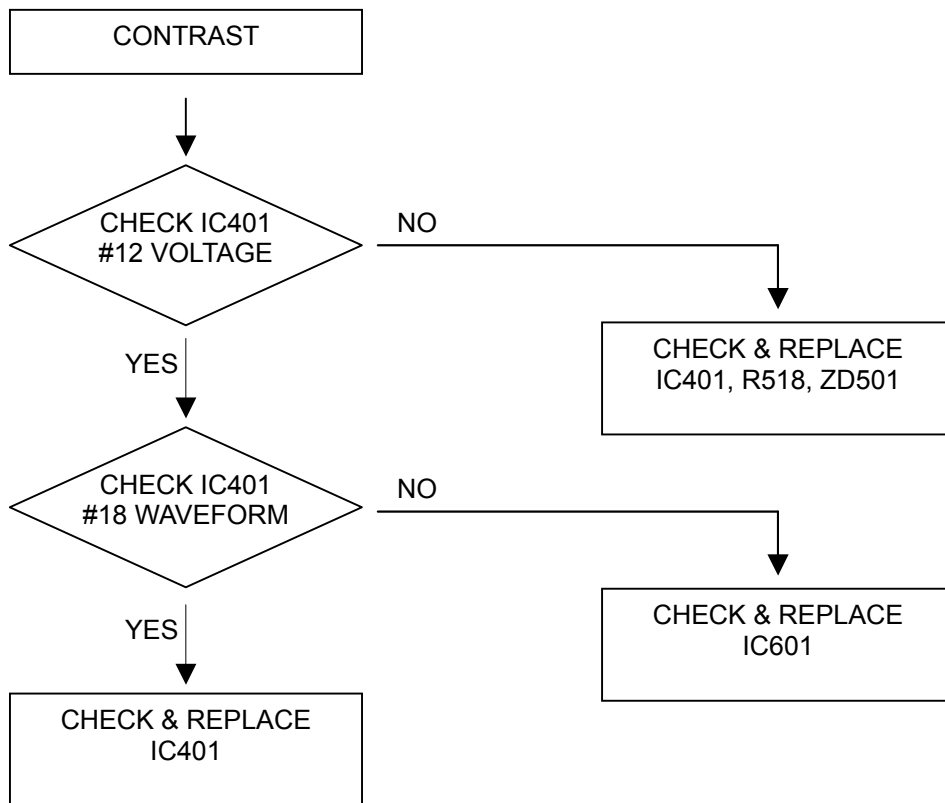 CONTRAST
CHECK IC401
#12 VOLTAGE
NO
CHECK & REPLACE
IC401, R518, ZD501
YES
CHECK IC401
#18 WAVEFORM
NO
CHECK & REPLACE
IC601
YES
CHECK & REPLACE
IC401